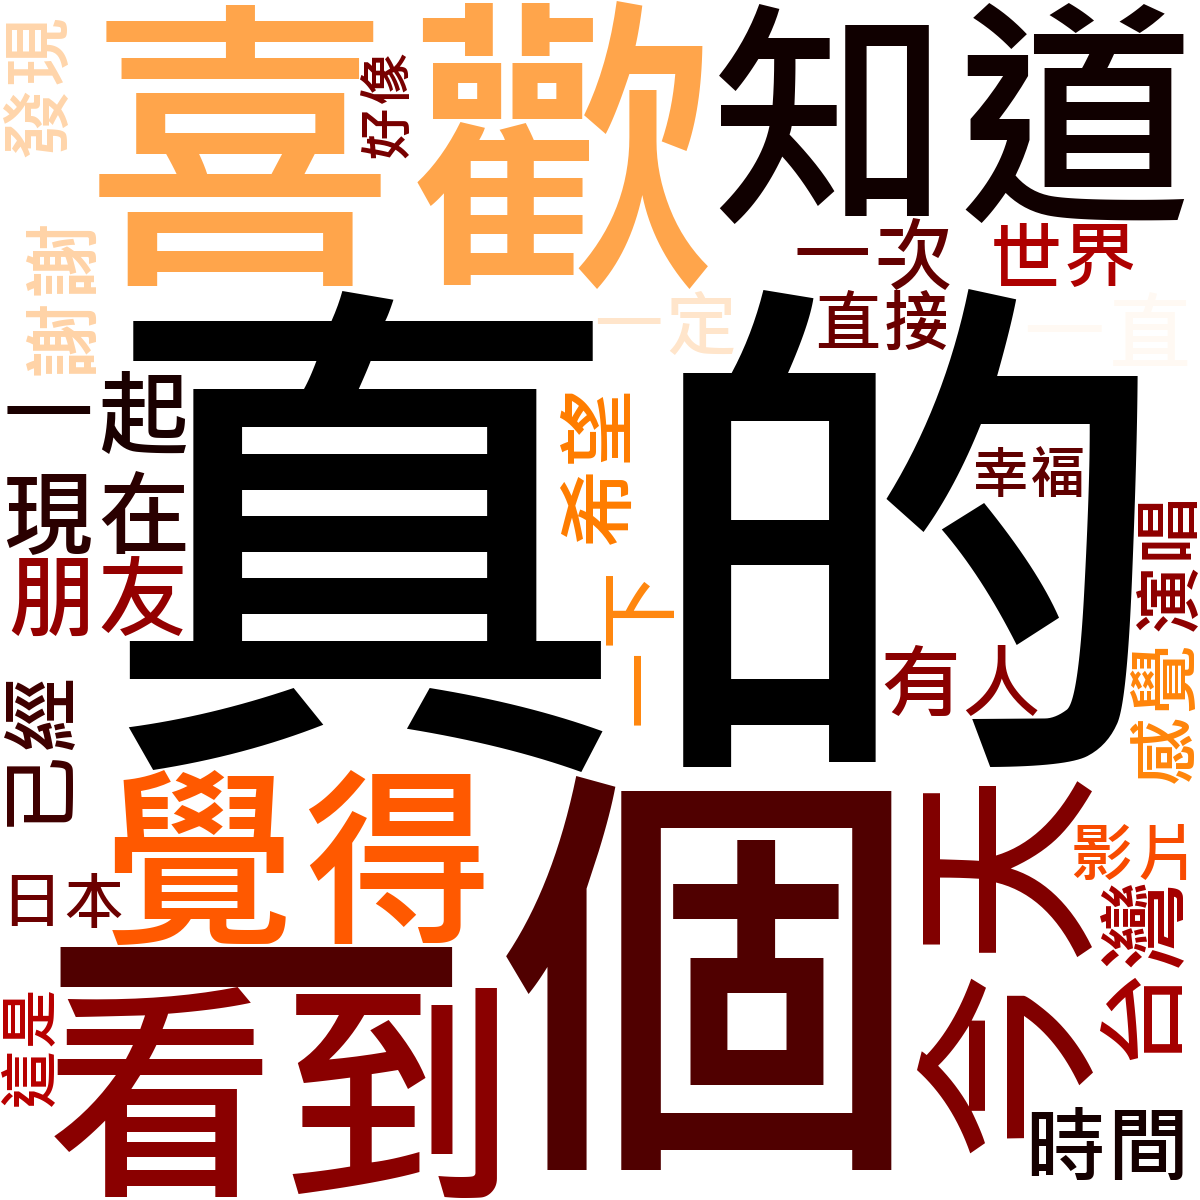 發現
喜歡
好像
知道
謝謝
一次
世界
一定
直接
一直
一起
真的
希望
幸福
現在
演唱
朋友
一下
有人
感覺
已經
覺得
一個
今天
影片
日本
台灣
看到
這是
時間